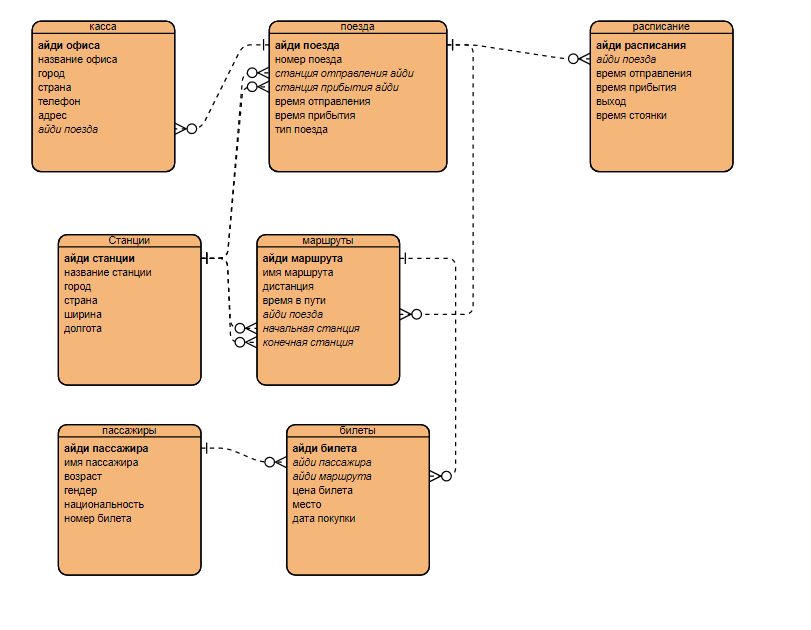 касса
айди офиса
название офиса
город
страна
телефон
адрес
айди поезда
поезда
айди поезда
номер поезда
станция отправления айди
станция прибытия айди
время отправления
время прибытия
тип поезда
расписание
айди расписания
айди поезда
время отправления
время прибытия
выход
время стоянки
Станции
айди станции
название станции
город
страна
ширина
долгота
маршруты
айди маршрута
имя маршрута
дистанция
время в пути
айди поезда
начальная станция
конечная станция
пассажиры
айди пассажира
имя пассажира
возраст
гендер
национальность
номер билета
билеты
айди билета
айди пассажира
айди маршрута
цена билета
место
дата покупки